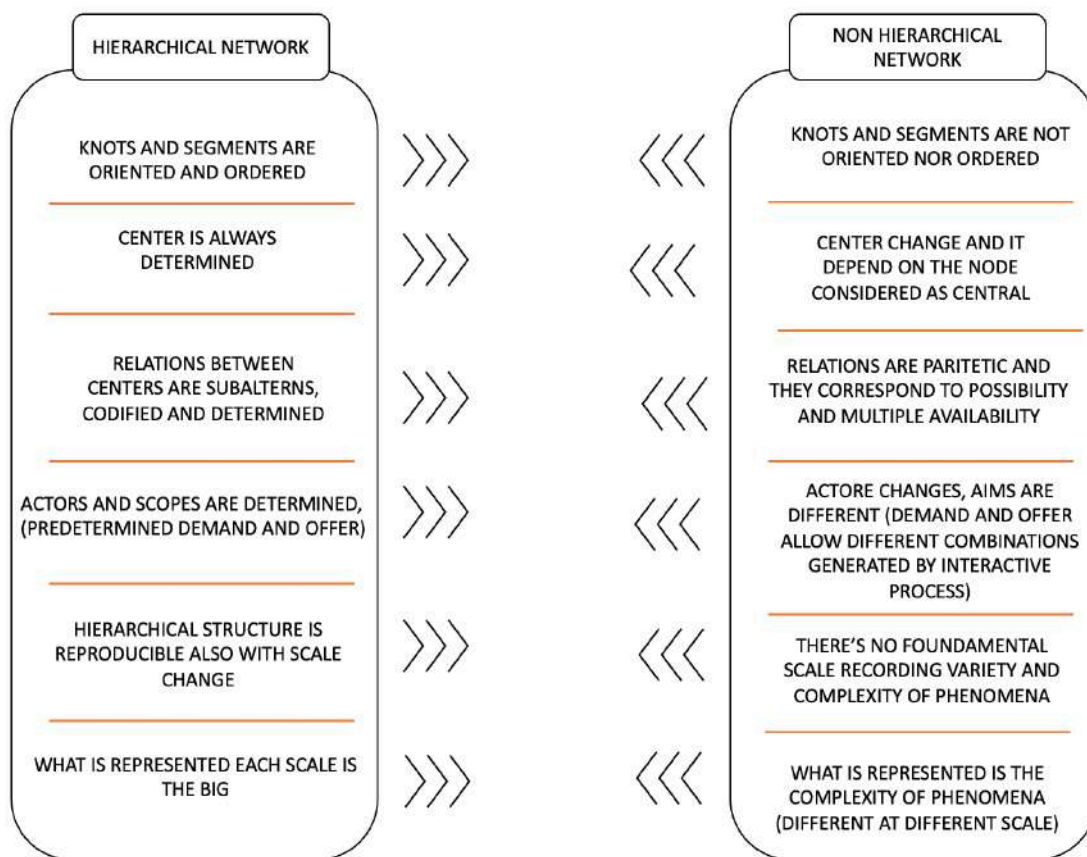 HIERARCHICAL NETWORK
KNOTS AND SEGMENTS ARE
ORIENTED AND ORDERED
CENTER IS ALWAYS
DETERMINED
RELATIONS BETWEEN
CENTERS ARE SUBALTERNS,
CODIFIED AND DETERMINED
ACTORS AND SCOPES ARE DETERMINED,
(PREDETERMINED DEMAND AND OFFER)
HIERARCHICAL STRUCTURE IS
REPRODUCIBLE ALSO WITH SCALE
CHANGE
WHAT IS REPRESENTED EACH SCALE IS
THE BIG
NON HIERARCHICAL
NETWORK
KNOTS AND SEGMENTS ARE NOT
ORIENTED NOR ORDERED
CENTER CHANGE AND IT
DEPEND ON THE NODE
CONSIDERED AS CENTRAL
RELATIONS ARE PARITETIC AND
THEY CORRESPOND TO POSSIBILITY
AND MULTIPLE AVAILABILITY
ACTORE CHANGES, AIMS ARE
DIFFERENT (DEMAND AND OFFER
ALLOW DIFFERENT COMBINATIONS
GENERATED BY INTERACTIVE
PROCESS)
THERE'S NO FOUNDAMENTAL
SCALE RECORDING VARIETY AND
COMPLEXITY OF PHENOMENA
WHAT IS REPRESENTED IS THE
COMPLEXITY OF PHENOMENA
(DIFFERENT AT DIFFERENT SCALE)